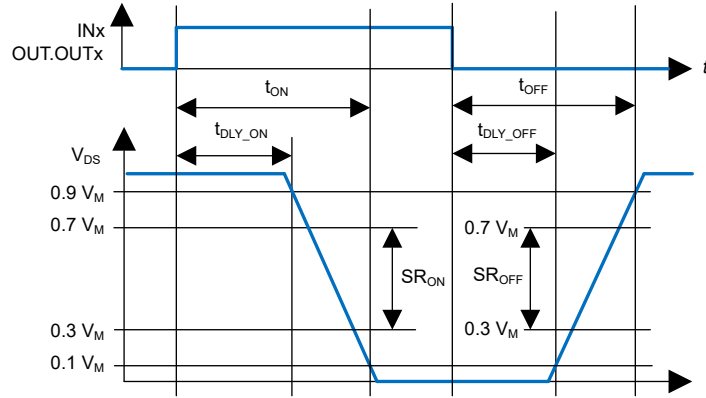 INx
OUT.OUTx
t
tON
tOFF
tDLY_ON
tDLY_OFF
VDS
0.9 VM
0.7 VM
0.7 VM
SRON
SROFF
0.3 VM
0.3 VM
0.1 VM